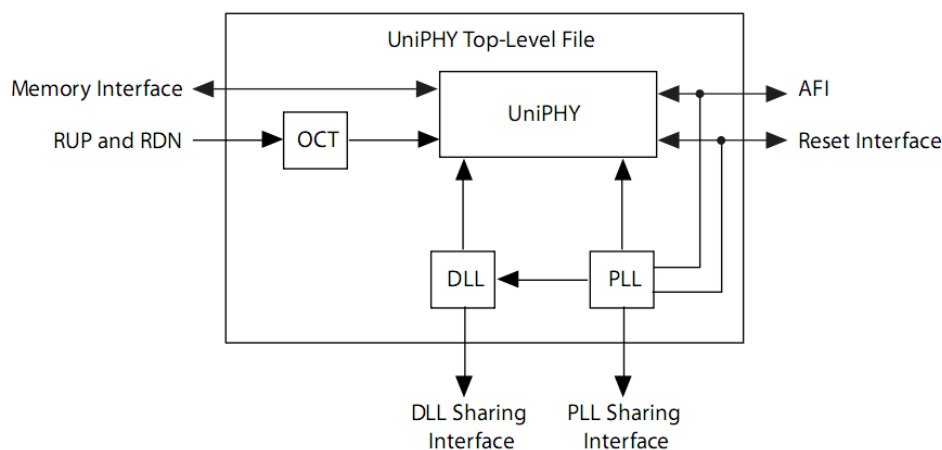 UniPHY Top-Level File
Memory Interface
UniPHY
AFI
RUP and RDN
OCT
Reset Interface
DLL
PLL
DLL Sharing
Interface
PLL Sharing
Interface